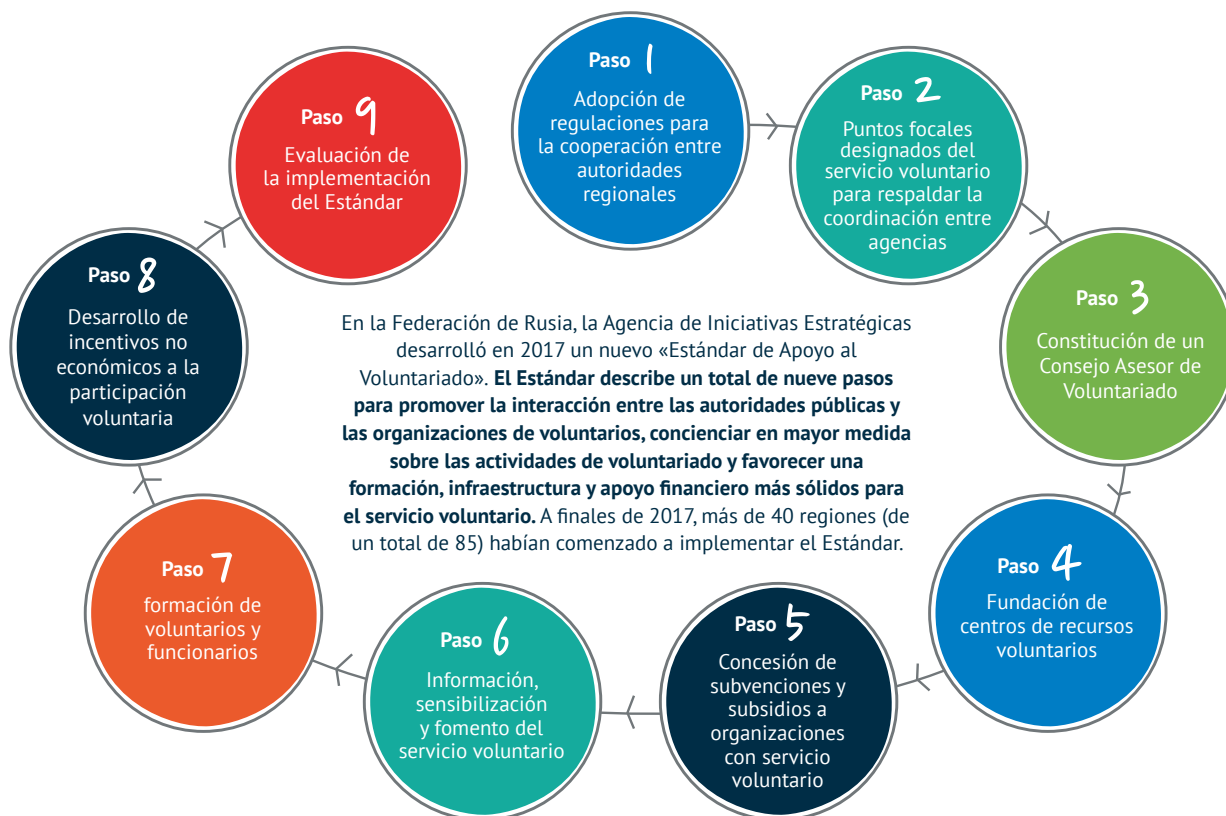 Paso 1
Adopción de
regulaciones para
la cooperación entre
autoridades
regionales
Paso 2
Puntos focales
designados del
servicio voluntario
para respaldar la
coordinación entre
agencias
Paso 3
Constitución de un
Consejo Asesor de
Voluntariado
Paso 4
Fundación de
centros de recursos
voluntarios
Paso 5
Concesión de
subvenciones y
subsidios a
organizaciones
con servicio
voluntario
Paso 6
Información,
sensibilización
y fomento del
servicio voluntario
Paso 7
formación de
voluntarios y
funcionarios
Paso 8
Desarrollo de
incentivos no
económicos a la
participación
voluntaria
Paso 9
Evaluación de
la implementación
del Estándar
En la Federación de Rusia, la Agencia de Iniciativas Estratégicas
desarrolló en 2017 un nuevo «Estándar de Apoyo al
Voluntariado». El Estándar describe un total de nueve pasos
para promover la interacción entre las autoridades públicas y
las organizaciones de voluntarios, concienciar en mayor medida
sobre las actividades de voluntariado y favorecer una
formación, infraestructura y apoyo financiero más sólidos para
el servicio voluntario. A finales de 2017, más de 40 regiones (de
un total de 85) habían comenzado a implementar el Estándar.